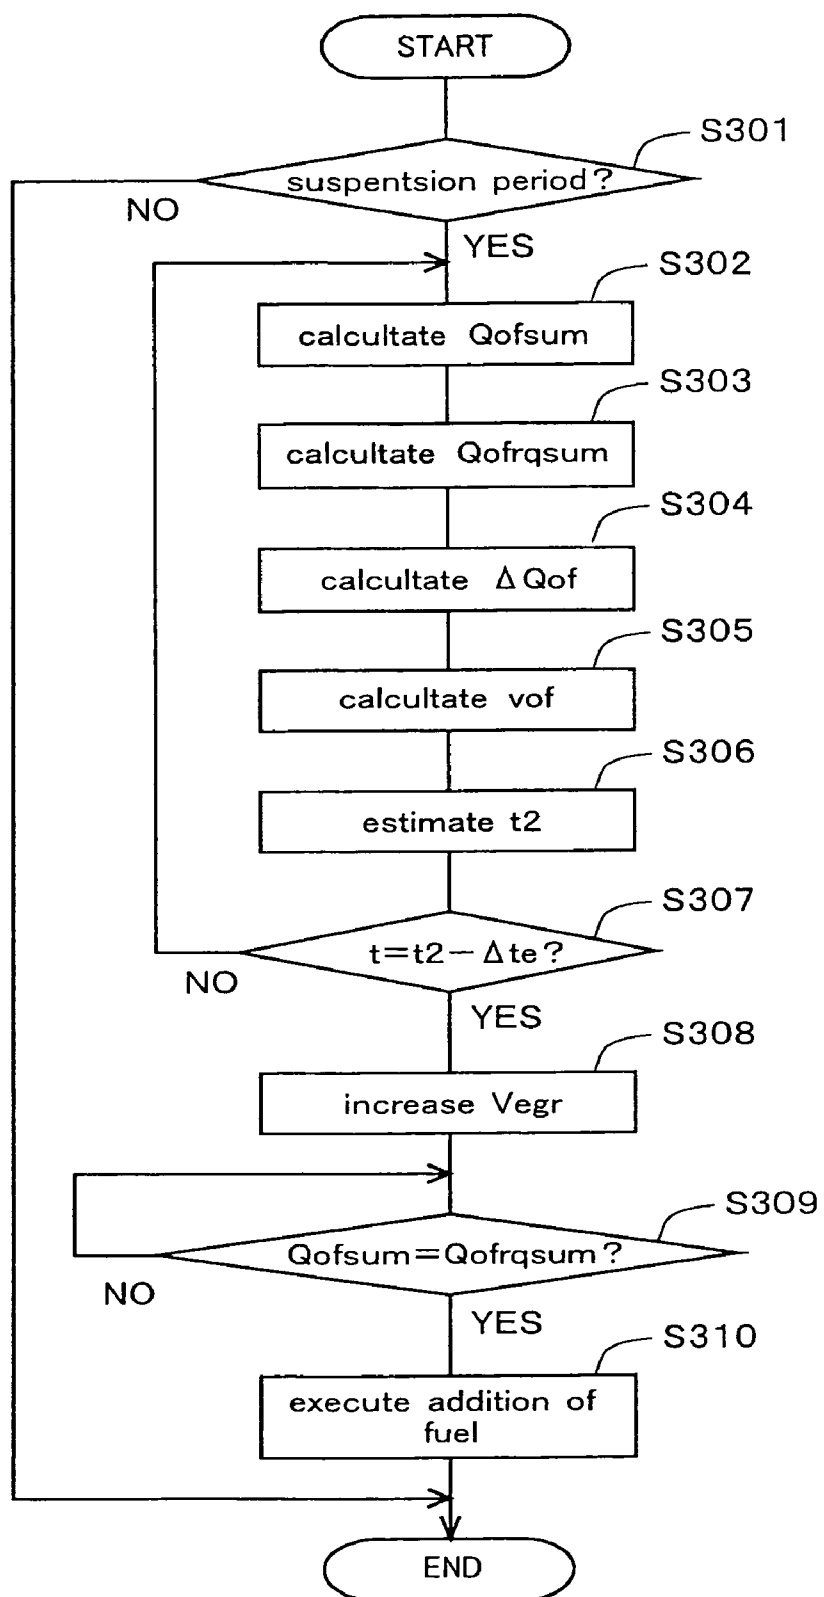 START
S301
suspentsion period?
NO
YES
S302
calcultate Qofsum
S303
calcultate Qofrqsum
S304
calcultate ΔQof
S305
calcultate vof
S306
estimate t2
S307
t=t2-Δte?
NO
YES
S308
increase Vegr
S309
Qofsum=Qofrqsum?
NO
YES
S310
execute addition of
fuel
END